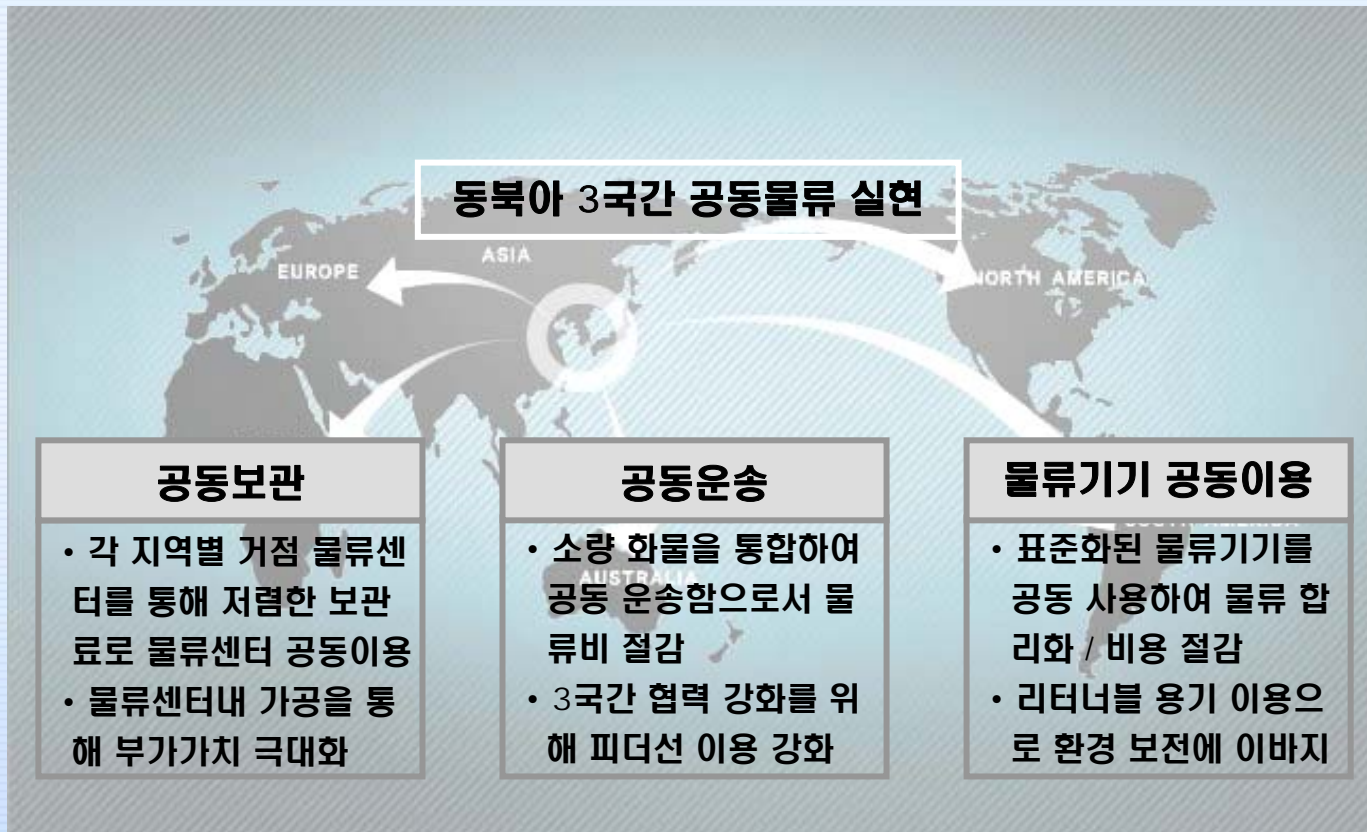 동북아 3국간 공동물류 실현
ASIA
EUROPE
NORTH AMERICA
공동보관
• 각 지역별 거점 물류센
터를 통해 저렴한 보관
료로 물류센터 공동이용
• 물류센터내 가공을 통
해 부가가치 극대화
공동운송
• 소량 화물을 통합하여
공동 운송함으로서 물
류비 절감
• 3국간 협력 강화를 위
해 피더선 이용 강화
AUSTRALIA
물류기기 공동이용
SOUTH AMERICA
• 표준화된 물류기기를
공동 사용하여 물류 합
리화 / 비용 절감
• 리터너블 용기 이용으
로 환경 보전에 이바지